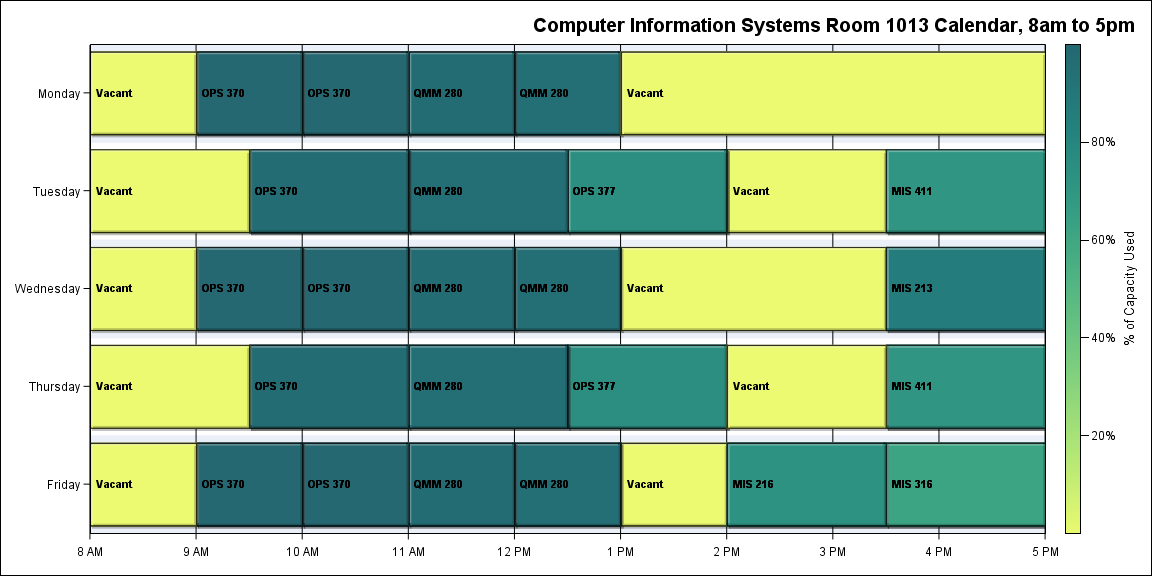 Computer Information Systems Room 1013 Calendar, 8am to 5pm
Monday
Vacant
OPS 370
OPS 370
QMM 280
QMM 280
Vacant
Tuesday
Vacant
OPS 370
QMM 280
OPS 377
Vacant
MIS 411
Wednesday
Vacant
OPS 370
OPS 370
QMM 280
QMM 280
Vacant
MIS 213
Thursday
Vacant
OPS 370
QMM 280
OPS 377
Vacant
MIS 411
Friday
Vacant
OPS 370
OPS 370
QMM 280
QMM 280
Vacant
MIS 216
MIS 316
8 AM
9 AM
10 AM
11 AM
12 PM
1 PM
2 PM
3 PM
4 PM
5 PM
80%
60%
40%
20%
% of Capacity Used